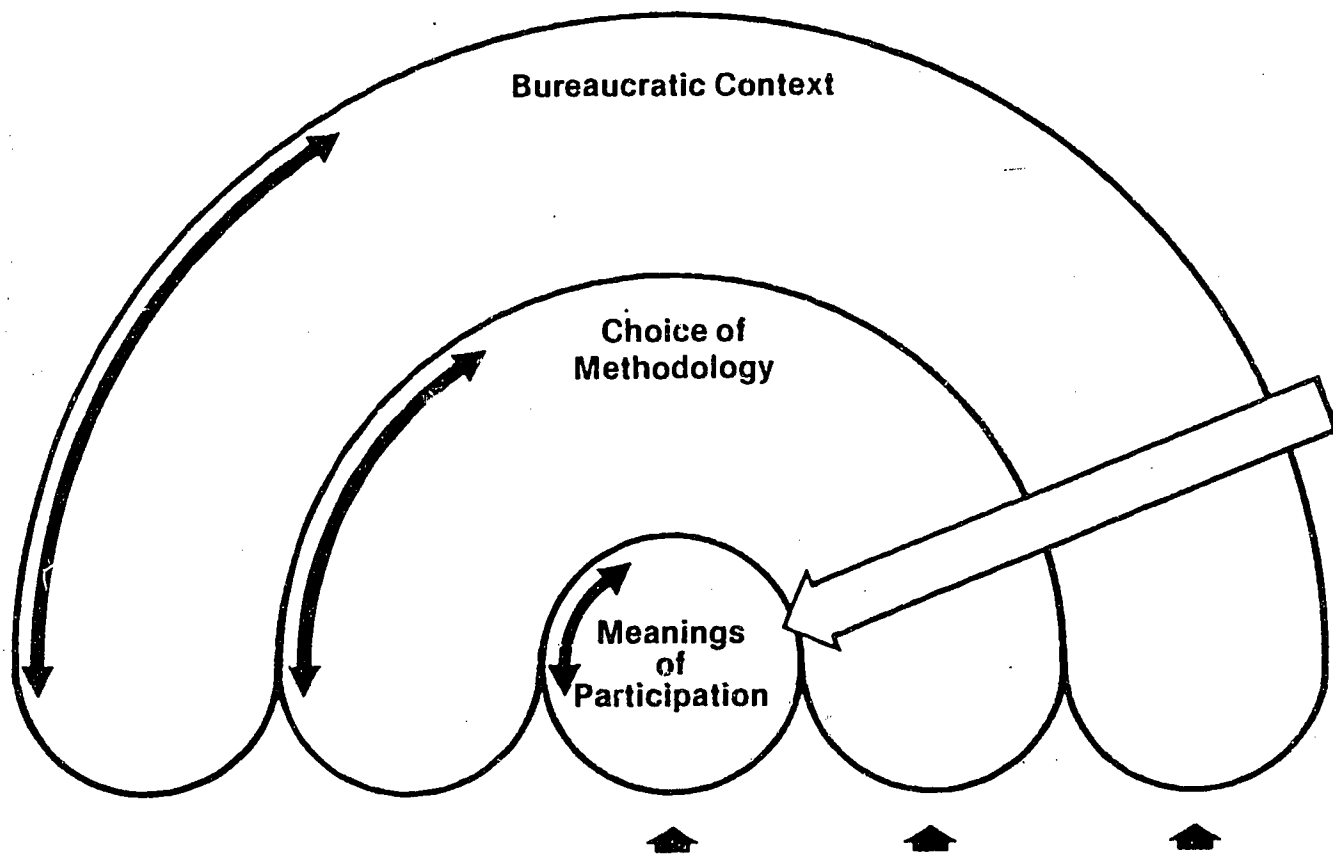 Bureaucratic Context
Choice of
Methodology
Meanings
of
Participation